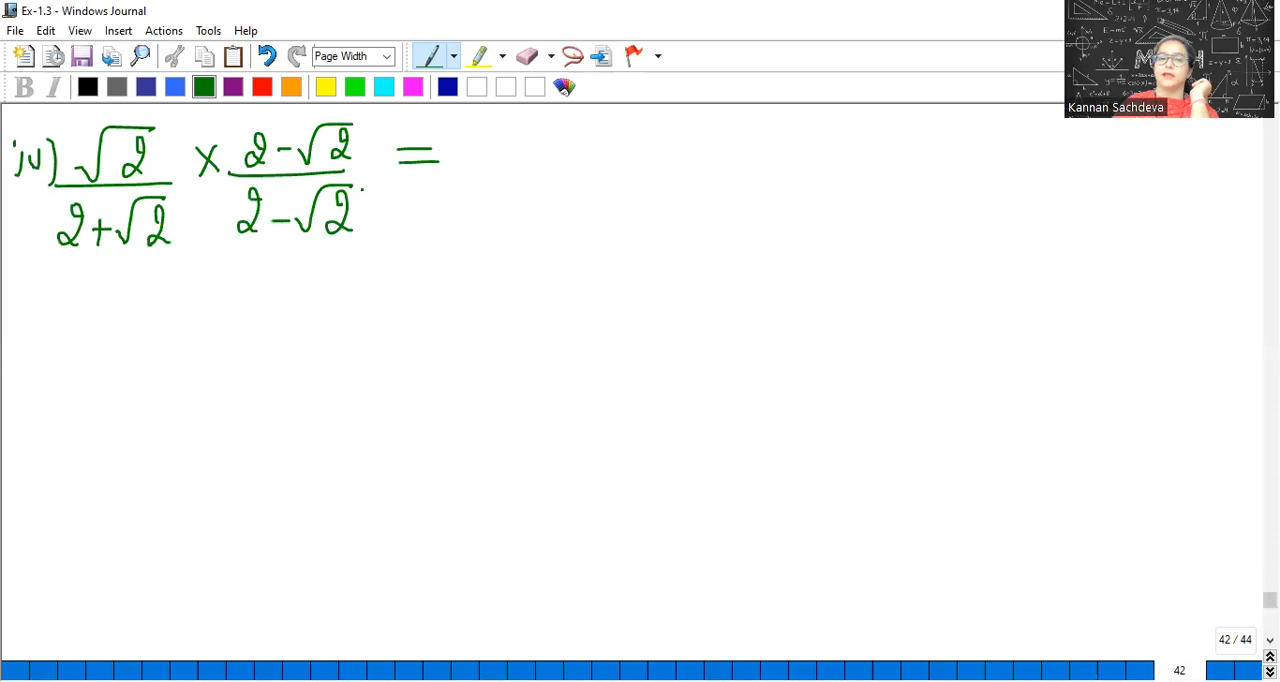 Ex-1.3 - Windows Journal
File Edit View Insert Actions Tools Help
Page Width
B I
Kannan Sachdeva
iv) √2 / (2+√2) × (2-√2) / (2-√2) =
42 / 44
42